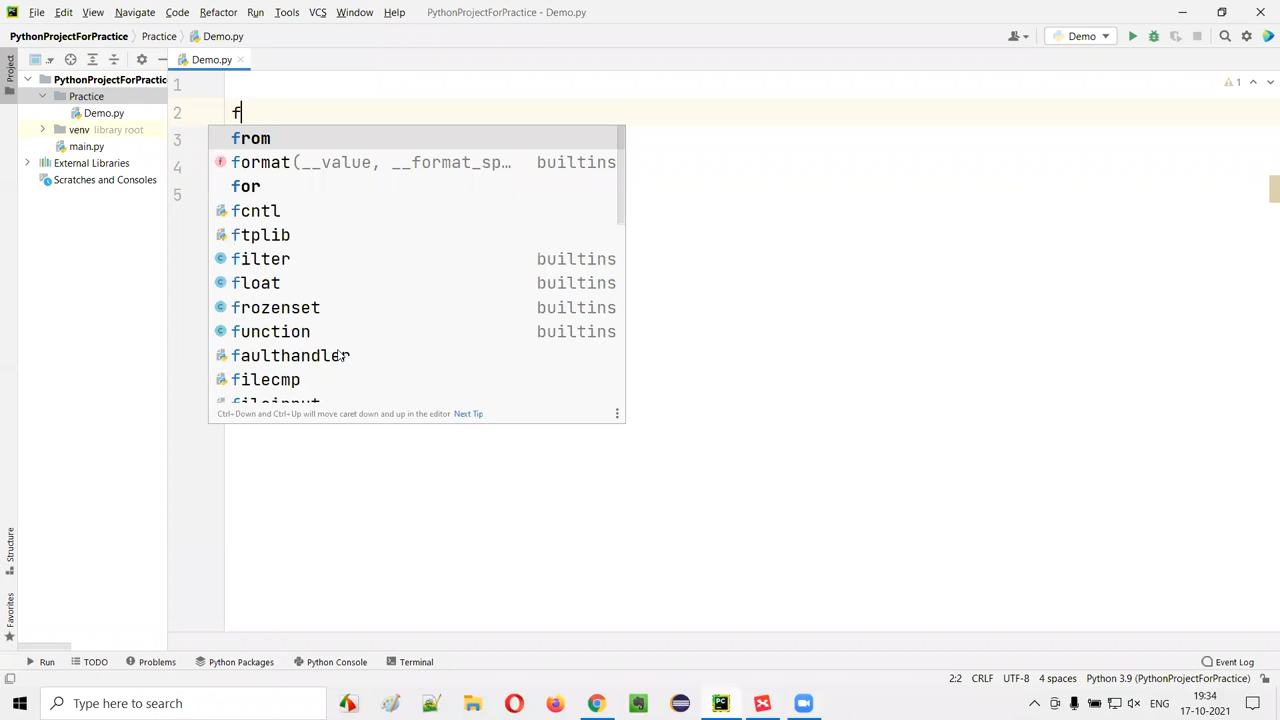 File Edit View Navigate Code Refactor Run Tools VCS Window Help PythonProjectForPractice - Demo.py
PythonProjectForPractice Practice Demo.py Demo
Project
Demo.py
PythonProjectForPractic
Practice
Demo.py
venv library root
main.py
External Libraries
Scratches and Consoles
1
2 f
3
4
5
1
from
format(__value, __format_sp… builtins
for
fcntl
ftplib
filter builtins
float builtins
frozenset builtins
function builtins
faulthandler
filecmp
fileinput
Ctrl+Down and Ctrl+Up will move caret down and up in the editor Next Tip
Structure
Favorites
Run TODO Problems Python Packages Python Console Terminal Event Log
2:2 CRLF UTF-8 4 spaces Python 3.9 (PythonProjectForPractice)
Type here to search
PC
ENG
19:34
17-10-2021